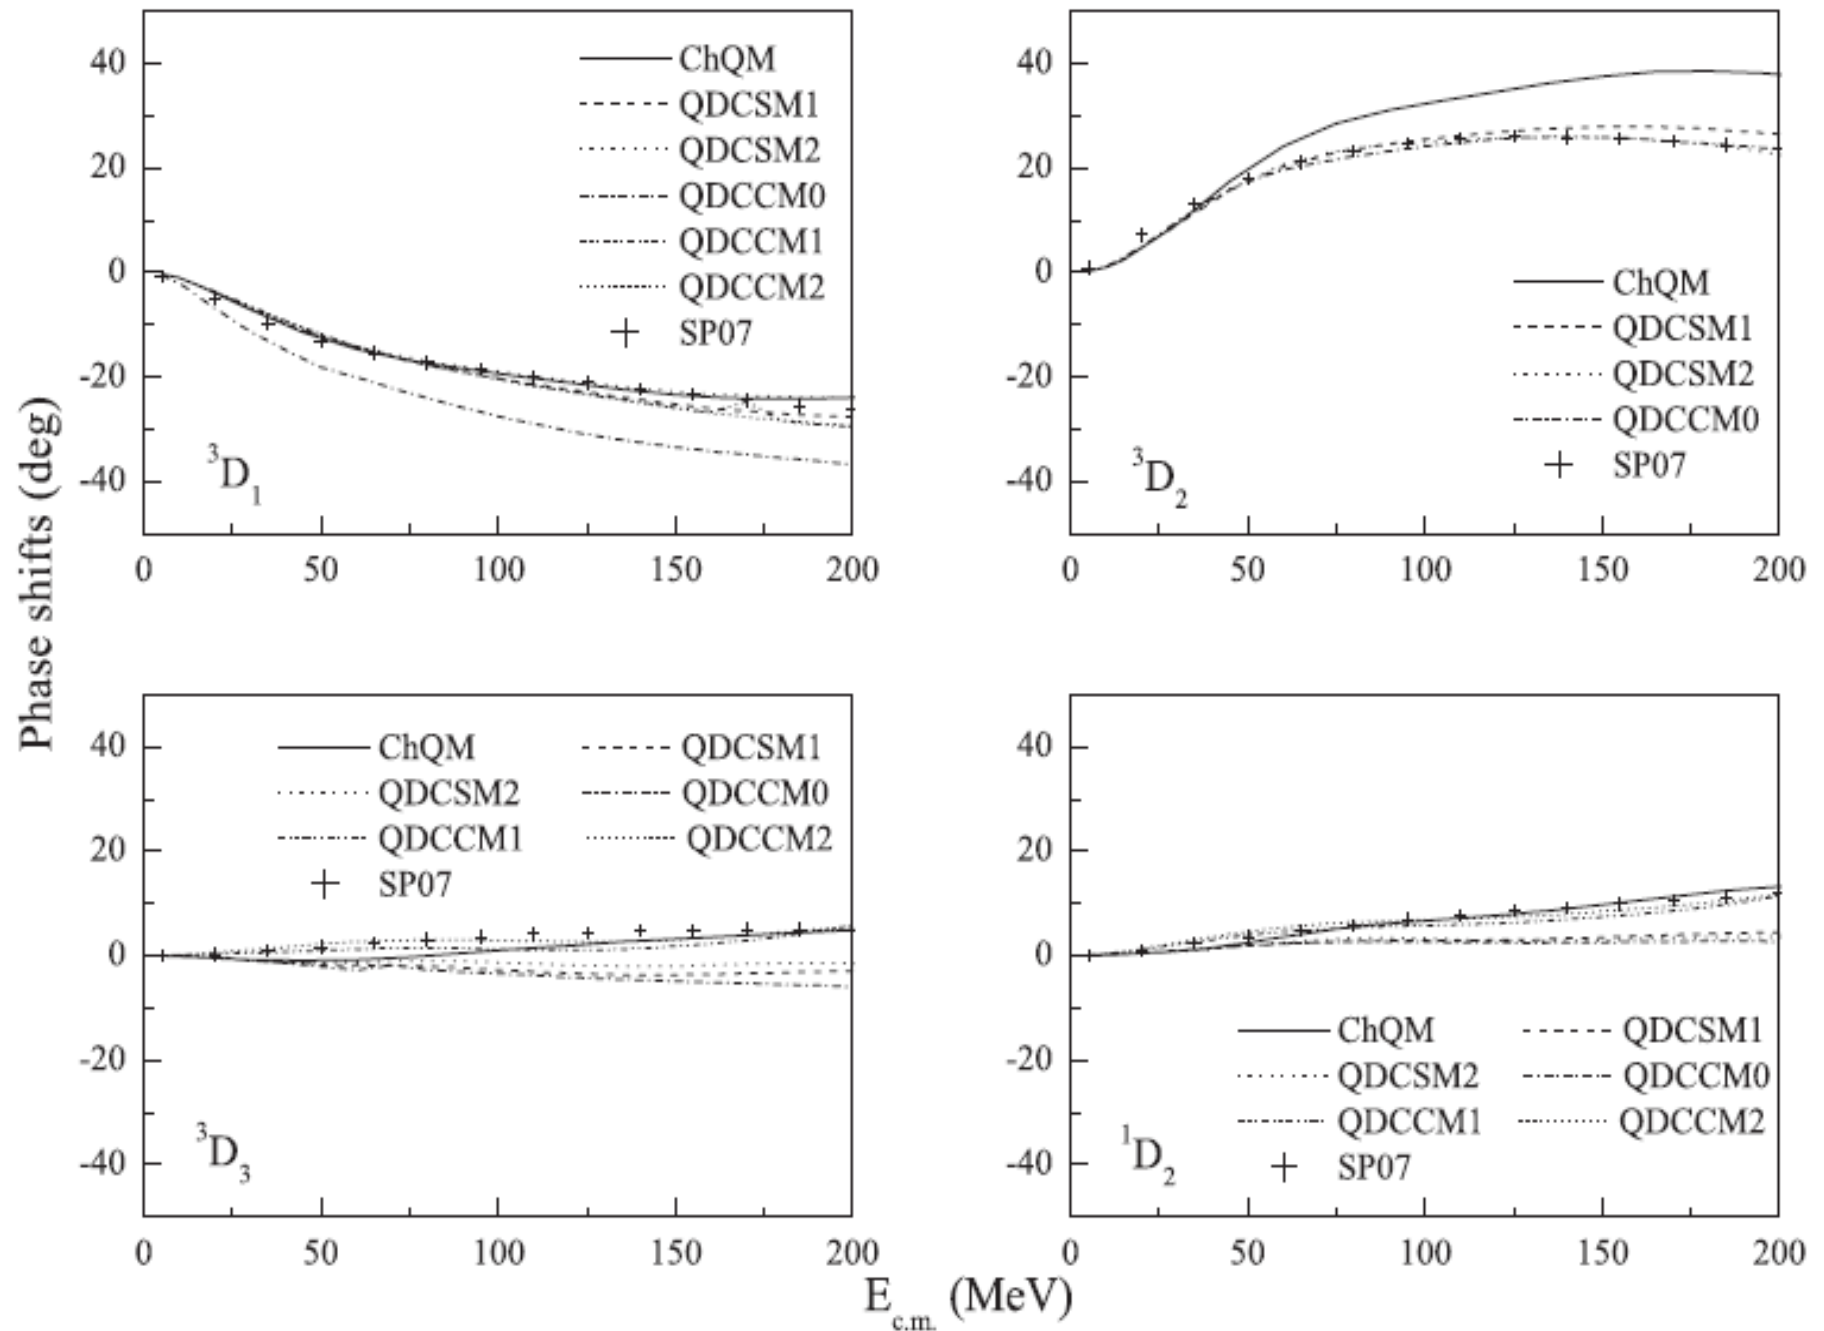 Phase shifts (deg)
40
20
0
-20
-40
0 50 100 150 200
ChQM
QDCSM1
QDCSM2
QDCCM0
QDCCM1
QDCCM2
SP07
³D₁
40
20
0
-20
-40
0 50 100 150 200
ChQM
QDCSM1
QDCSM2
QDCCM0
SP07
³D₂
40
20
0
-20
-40
0 50 100 150 200
ChQM QDCSM1
QDCSM2 QDCCM0
QDCCM1 QDCCM2
SP07
³D₃
40
20
0
-20
-40
0 50 100 150 200
ChQM QDCSM1
QDCSM2 QDCCM0
QDCCM1 QDCCM2
SP07
¹D₂
E c.m. (MeV)